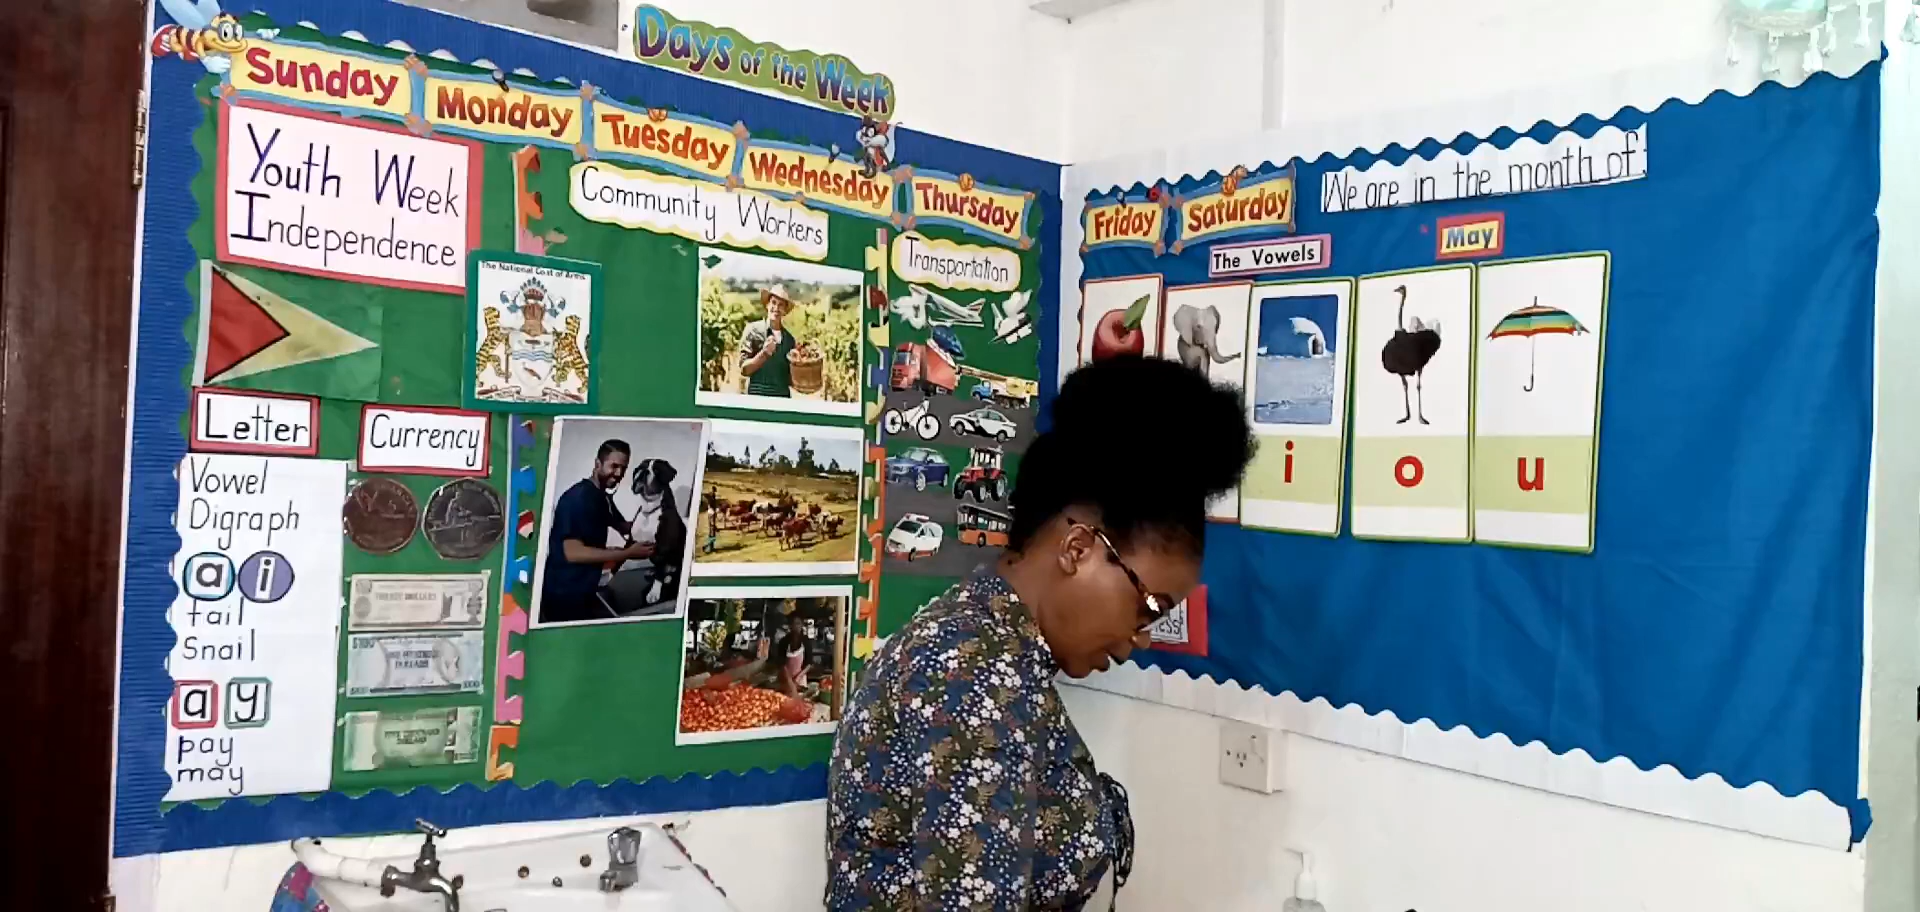 Days of the Week
Sunday
Monday
Tuesday
Wednesday
Thursday
Friday
Saturday
Youth Week
Independence
The National Coat of Arms
Letter
Vowel
Digraph
a i
tail
Snail
a y
pay
may
Currency
Community Workers
Transportation
We are in the month of:
May
The Vowels
i
o
u